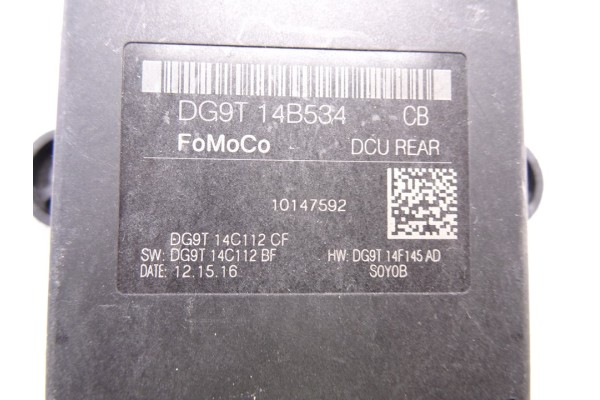 DG9T 14B534 CB
FoMoCo DCU REAR
10147592
DG9T 14C112 CF
SW: DG9T 14C112 BF HW: DG9T 14F145 AD
DATE: 12.15.16 S0Y0B